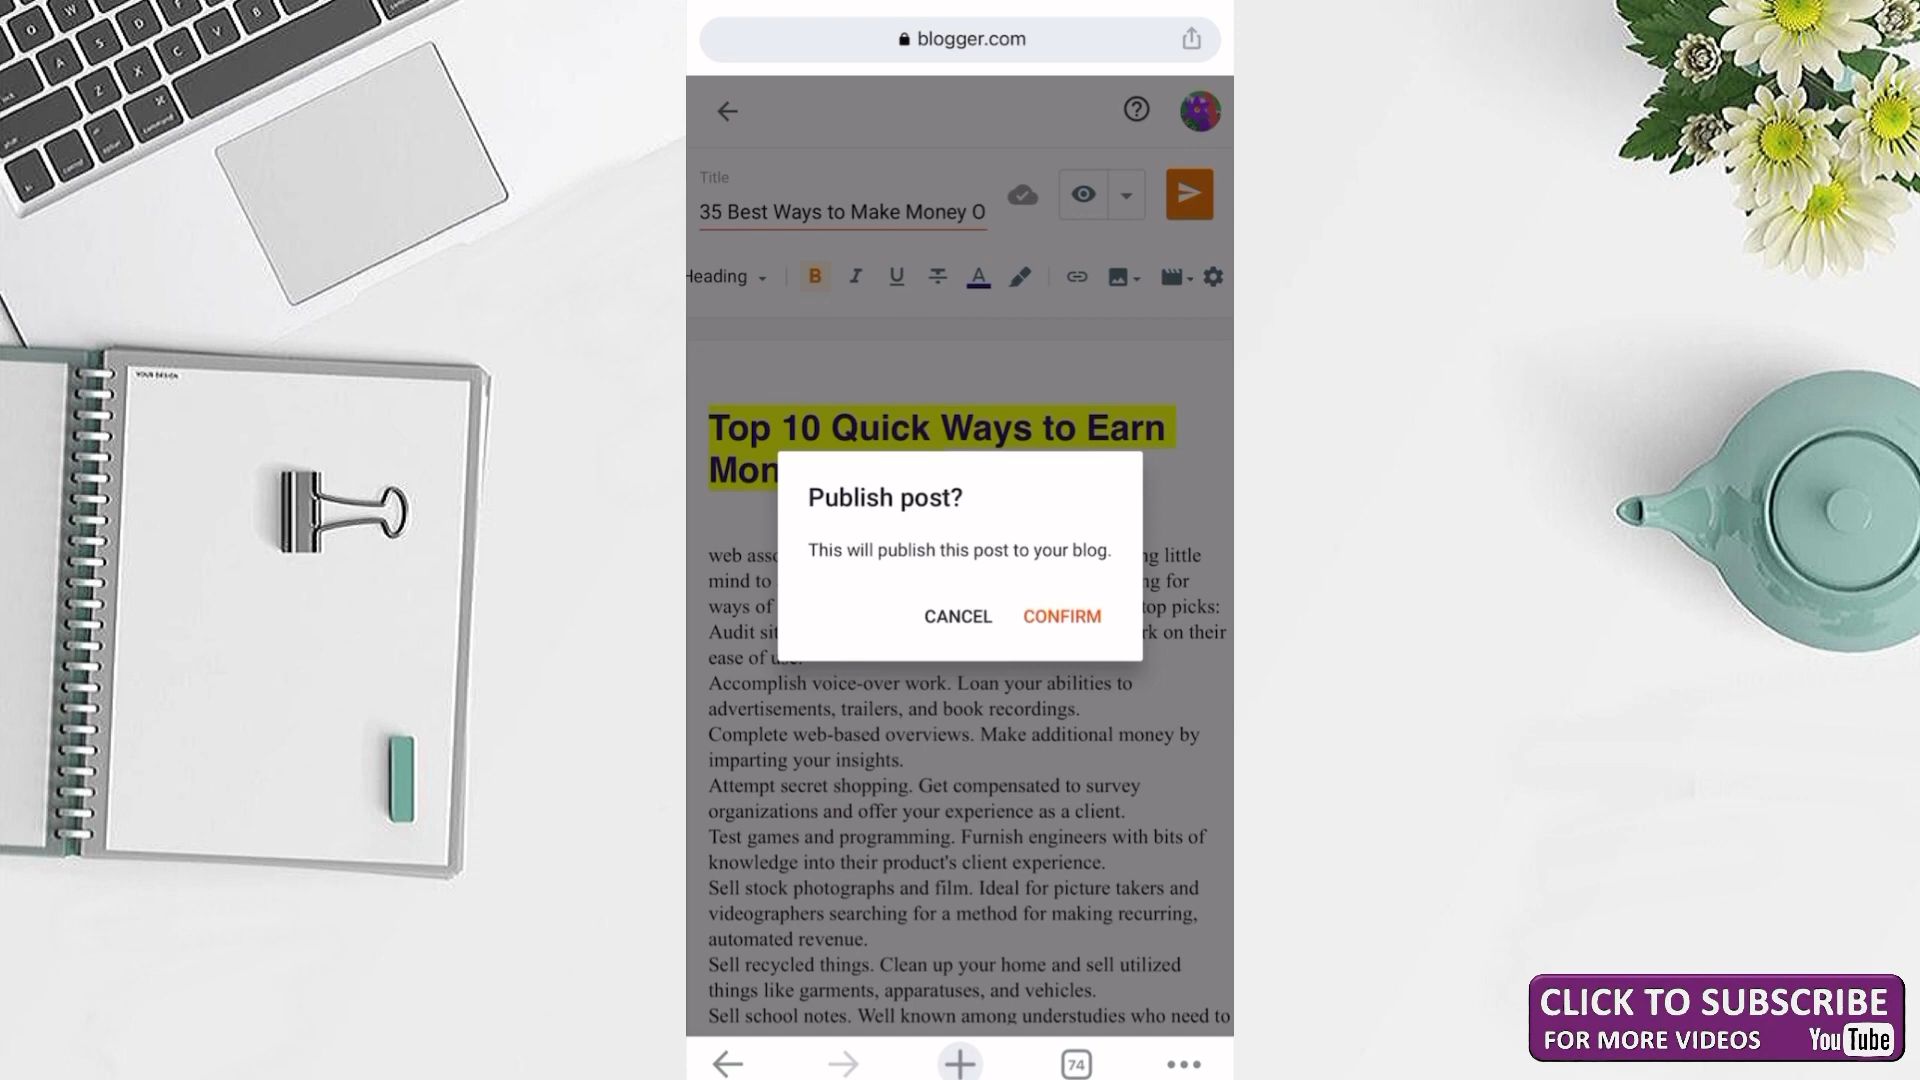 blogger.com
Title
35 Best Ways to Make Money O
Heading
B I U A
Top 10 Quick Ways to Earn
Mon
Publish post?
This will publish this post to your blog.
CANCEL CONFIRM
web
little
mind to
for
ways of
top picks:
Audit
on their
ease of
Accomplish voice-over work. Loan your abilities to
advertisements, trailers, and book recordings.
Complete web-based overviews. Make additional money by
imparting your insights.
Attempt secret shopping. Get compensated to survey
organizations and offer your experience as a client.
Test games and programming. Furnish engineers with bits of
knowledge into their product's client experience.
Sell stock photographs and film. Ideal for picture takers and
videographers searching for a method for making recurring,
automated revenue.
Sell recycled things. Clean up your home and sell utilized
things like garments, apparatuses, and vehicles.
Sell school notes. Well known among understudies who need to
74
YOUR DESIGN
O W
A S D F
Z X C V B
command
option
CLICK TO SUBSCRIBE
FOR MORE VIDEOS YouTube